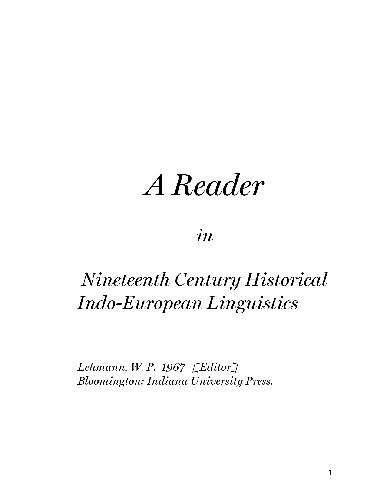 A Reader
in
Nineteenth Century Historical
Indo-European Linguistics
Lehmann, W. P. 1967 [[Editor]]
Bloomington: Indiana University Press.
1